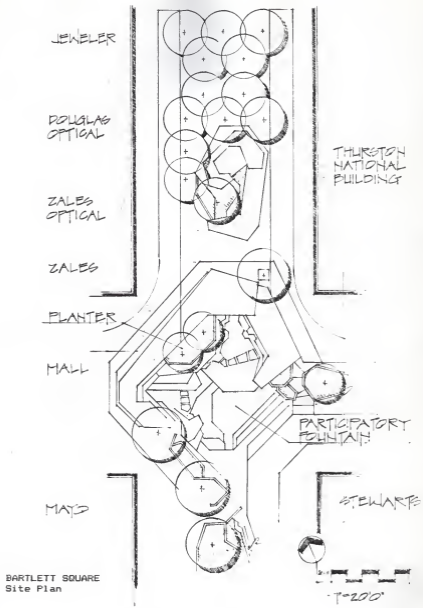 JEWELER
DOUGLAS
OPTICAL
THURSTON
NATIONAL
BUILDING
ZALES
OPTICAL
ZALES
PLANTER
MALL
PARTICIPATORY
FOUNTAIN
MAYO
STEWARTS
BARTLETT SQUARE
Site Plan
1"=20'0"